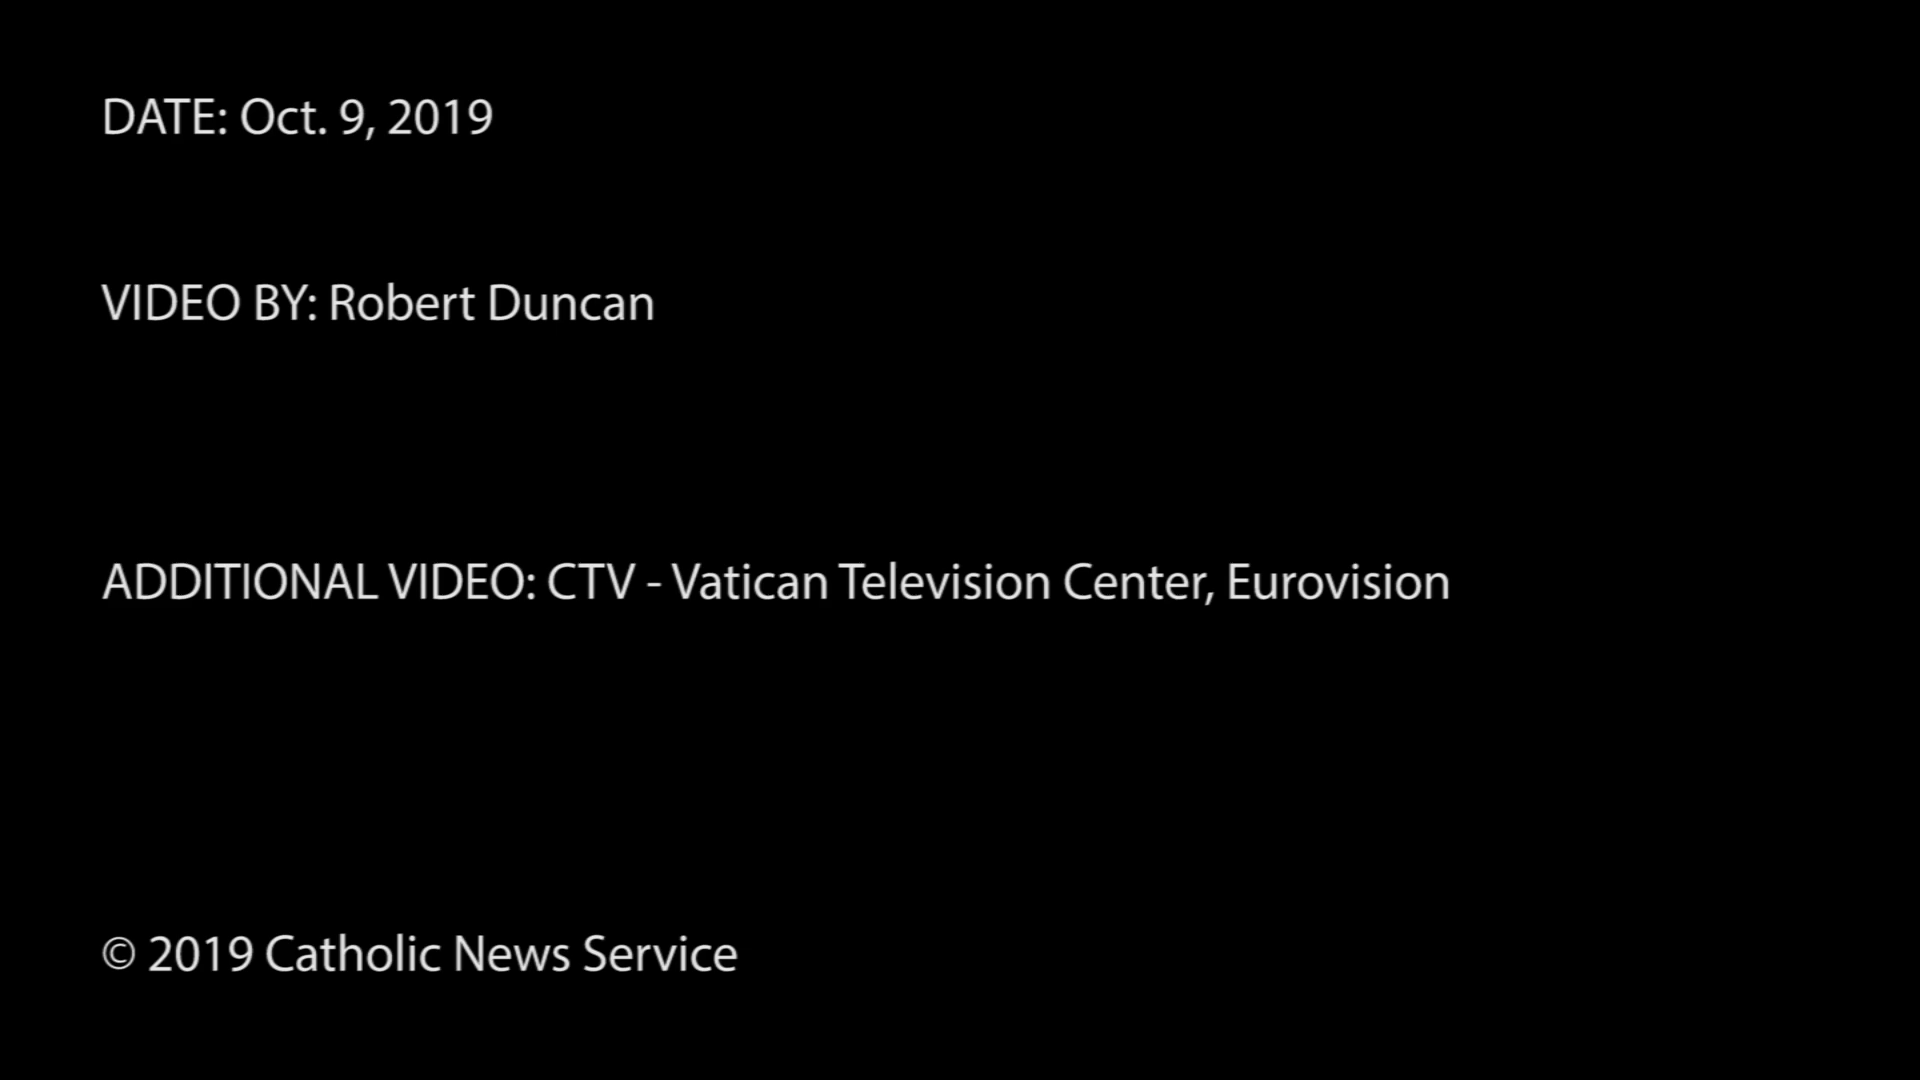 DATE: Oct. 9, 2019
VIDEO BY: Robert Duncan
ADDITIONAL VIDEO: CTV - Vatican Television Center, Eurovision
© 2019 Catholic News Service